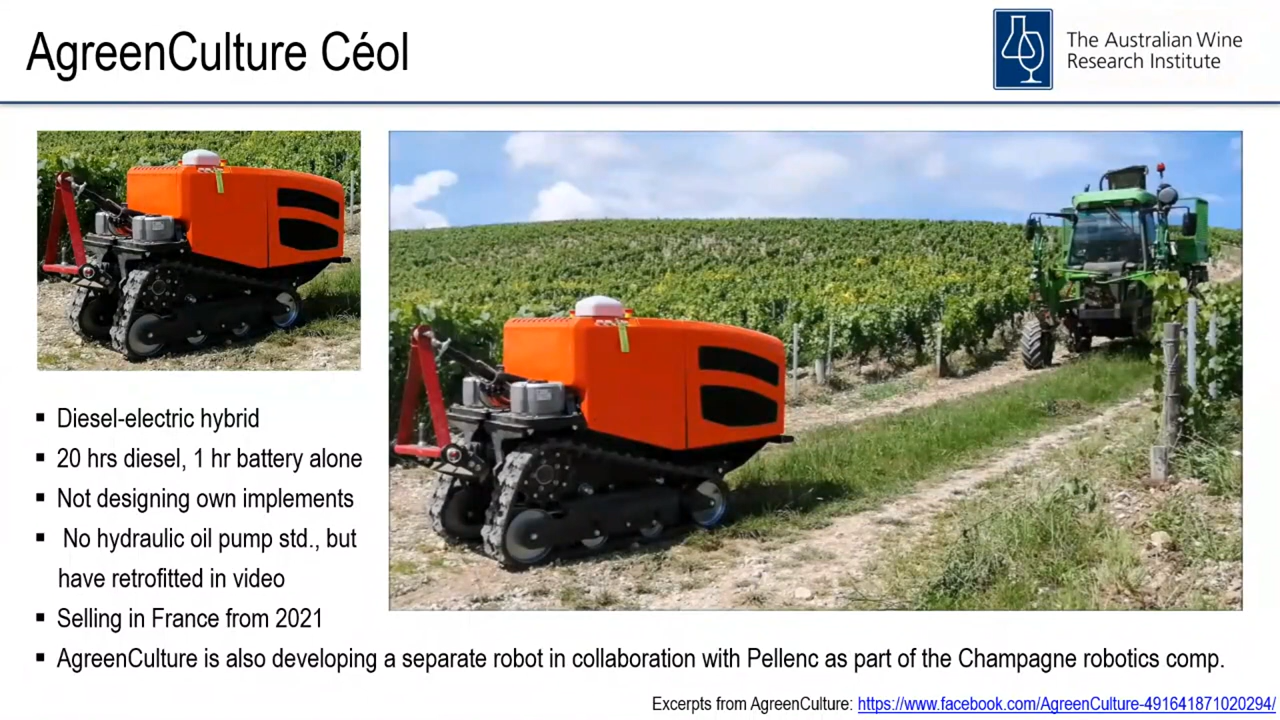 AgreenCulture Céol
The Australian Wine
Research Institute
▪ Diesel-electric hybrid
▪ 20 hrs diesel, 1 hr battery alone
▪ Not designing own implements
▪ No hydraulic oil pump std., but
have retrofitted in video
▪ Selling in France from 2021
▪ AgreenCulture is also developing a separate robot in collaboration with Pellenc as part of the Champagne robotics comp.
Excerpts from AgreenCulture: https://www.facebook.com/AgreenCulture-491641871020294/